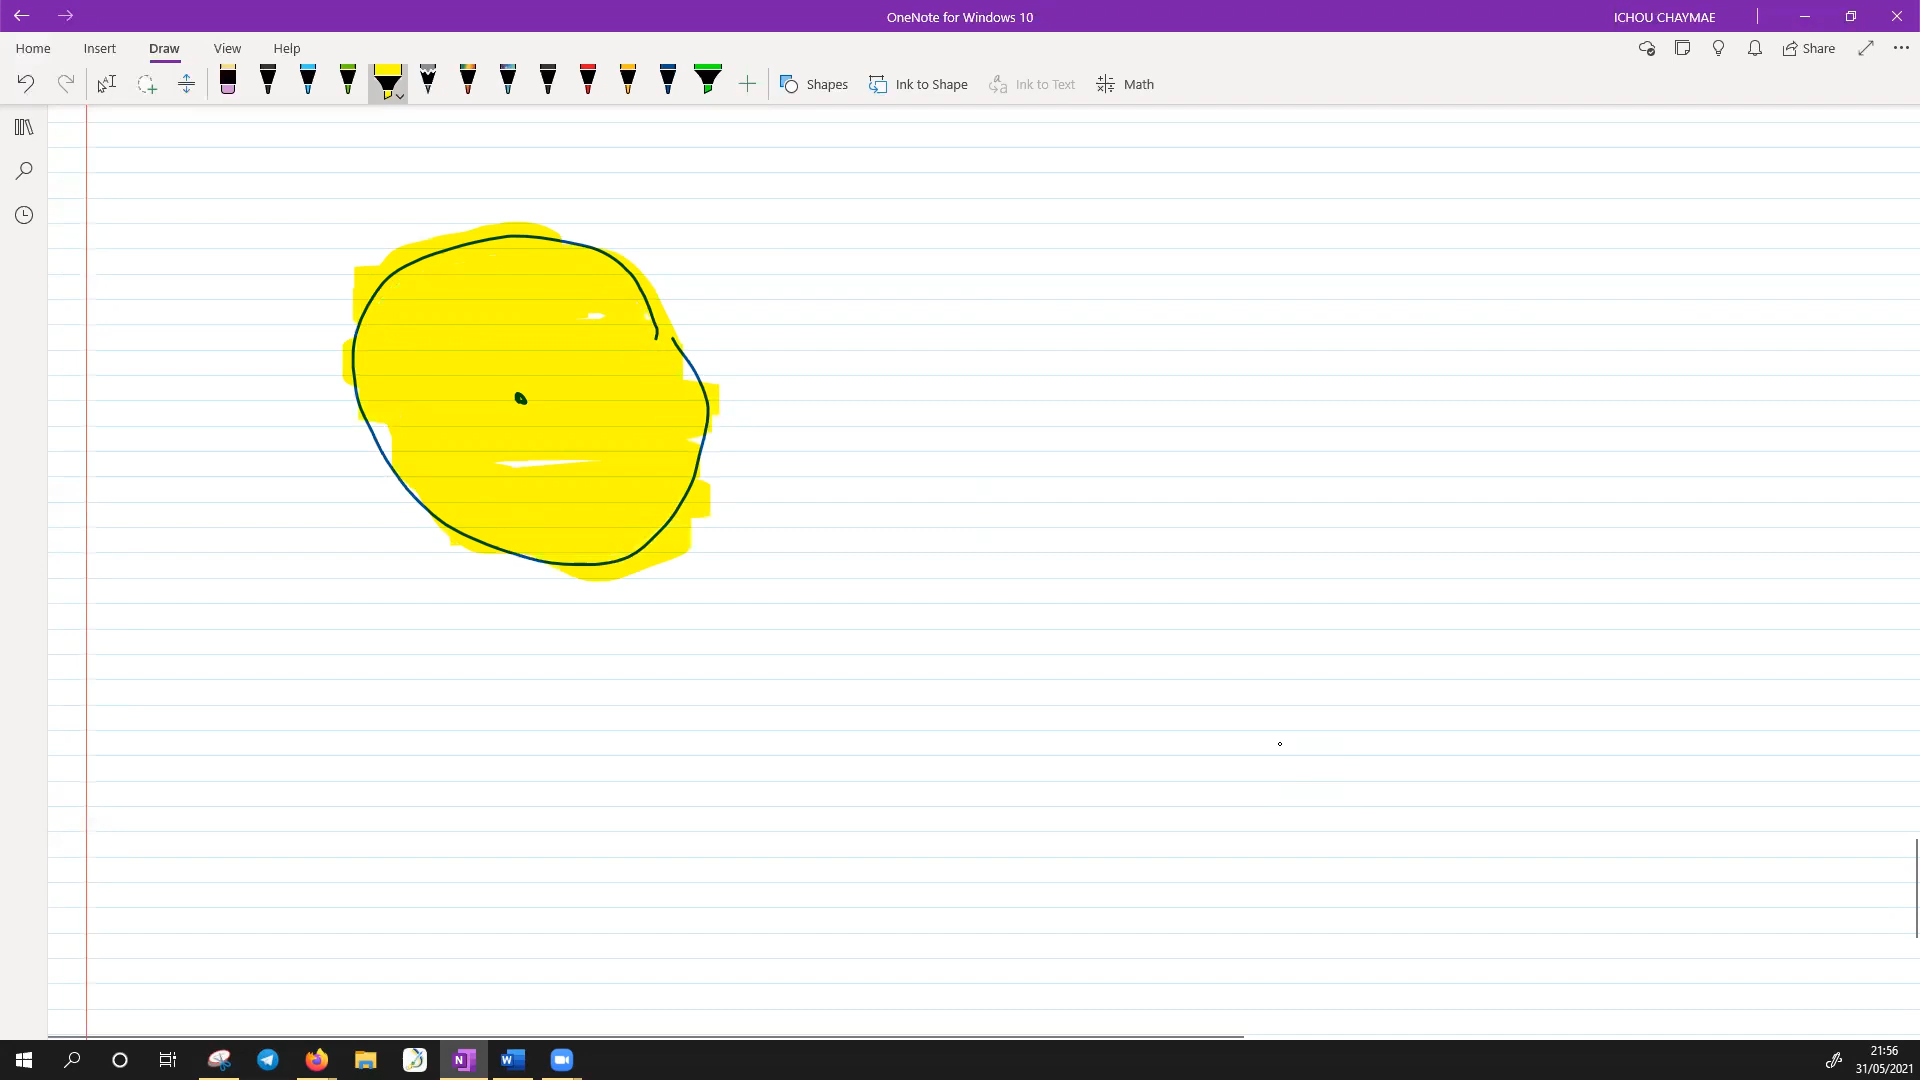 OneNote for Windows 10
ICHOU CHAYMAE
Home Insert Draw View Help
Share
Shapes Ink to Shape Ink to Text Math
21:56
31/05/2021